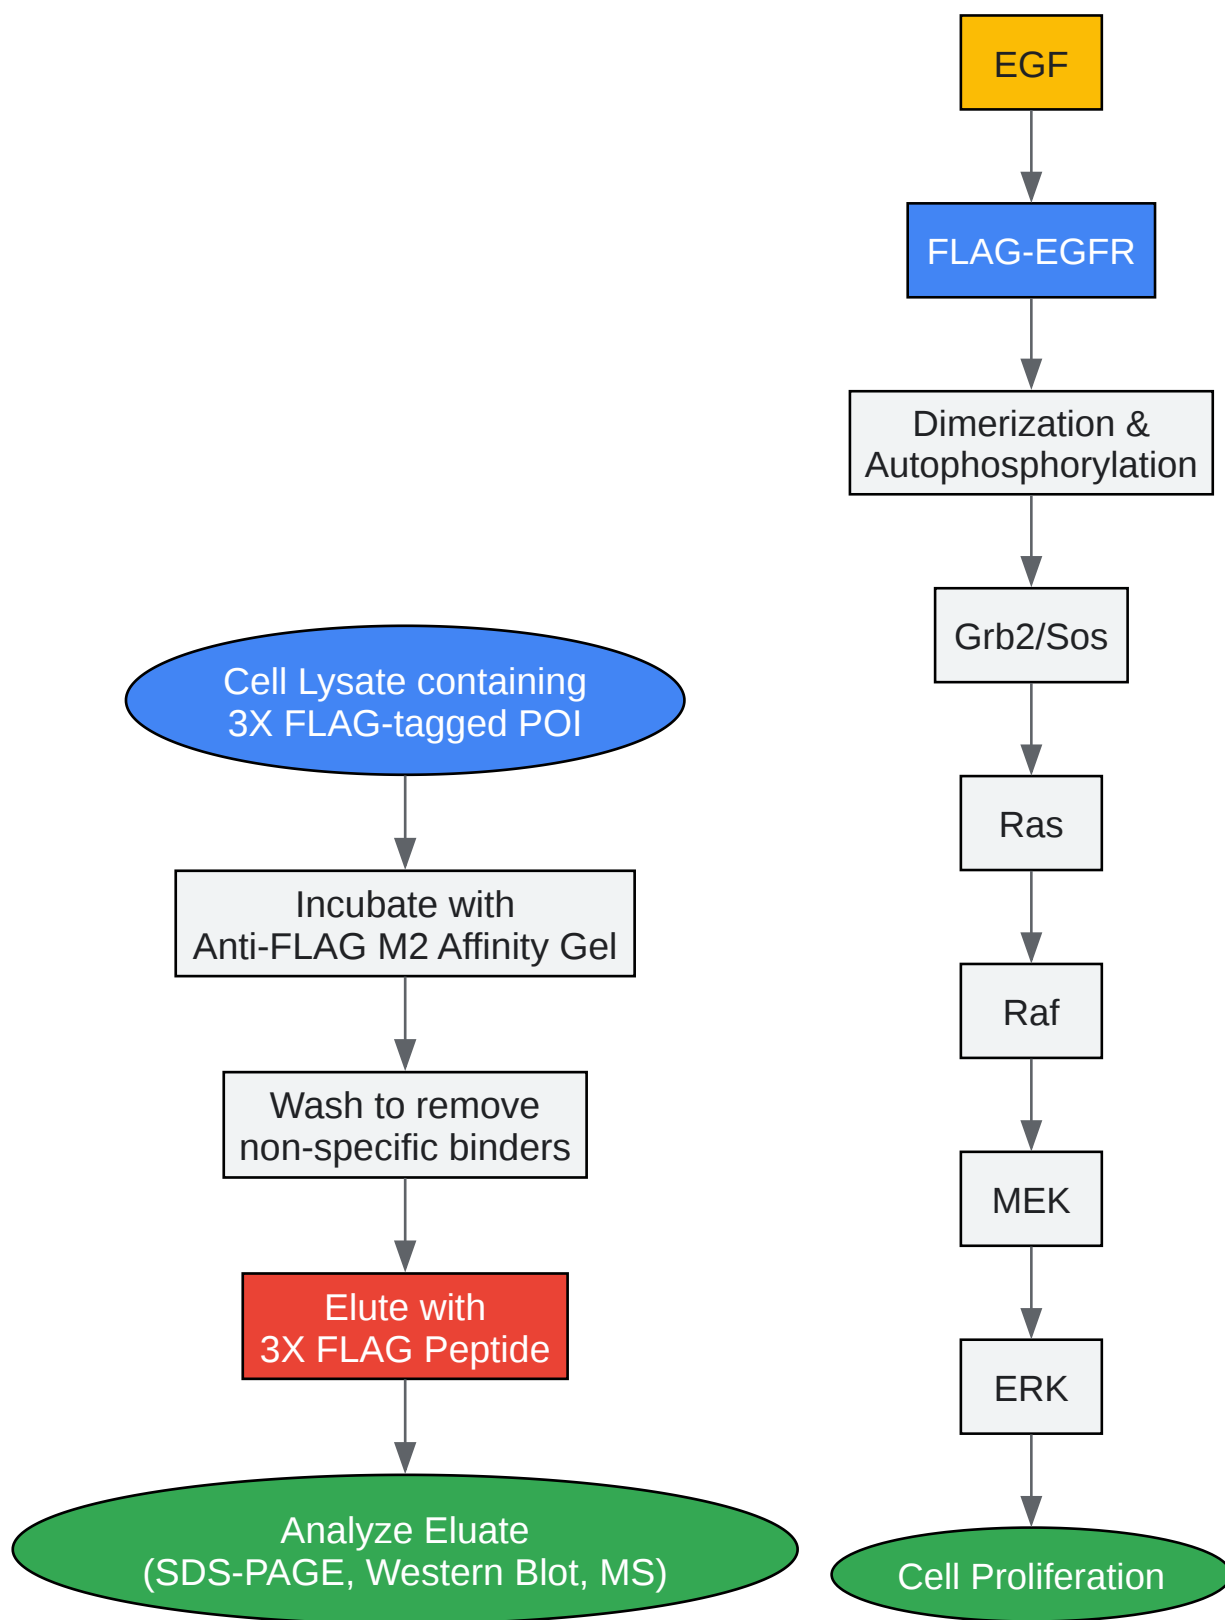 EGF
FLAG-EGFR
Dimerization &
Autophosphorylation
Grb2/Sos
Ras
Raf
MEK
ERK
Cell Proliferation
Cell Lysate containing
3X FLAG-tagged POI
Incubate with
Anti-FLAG M2 Affinity Gel
Wash to remove
non-specific binders
Elute with
3X FLAG Peptide
Analyze Eluate
(SDS-PAGE, Western Blot, MS)